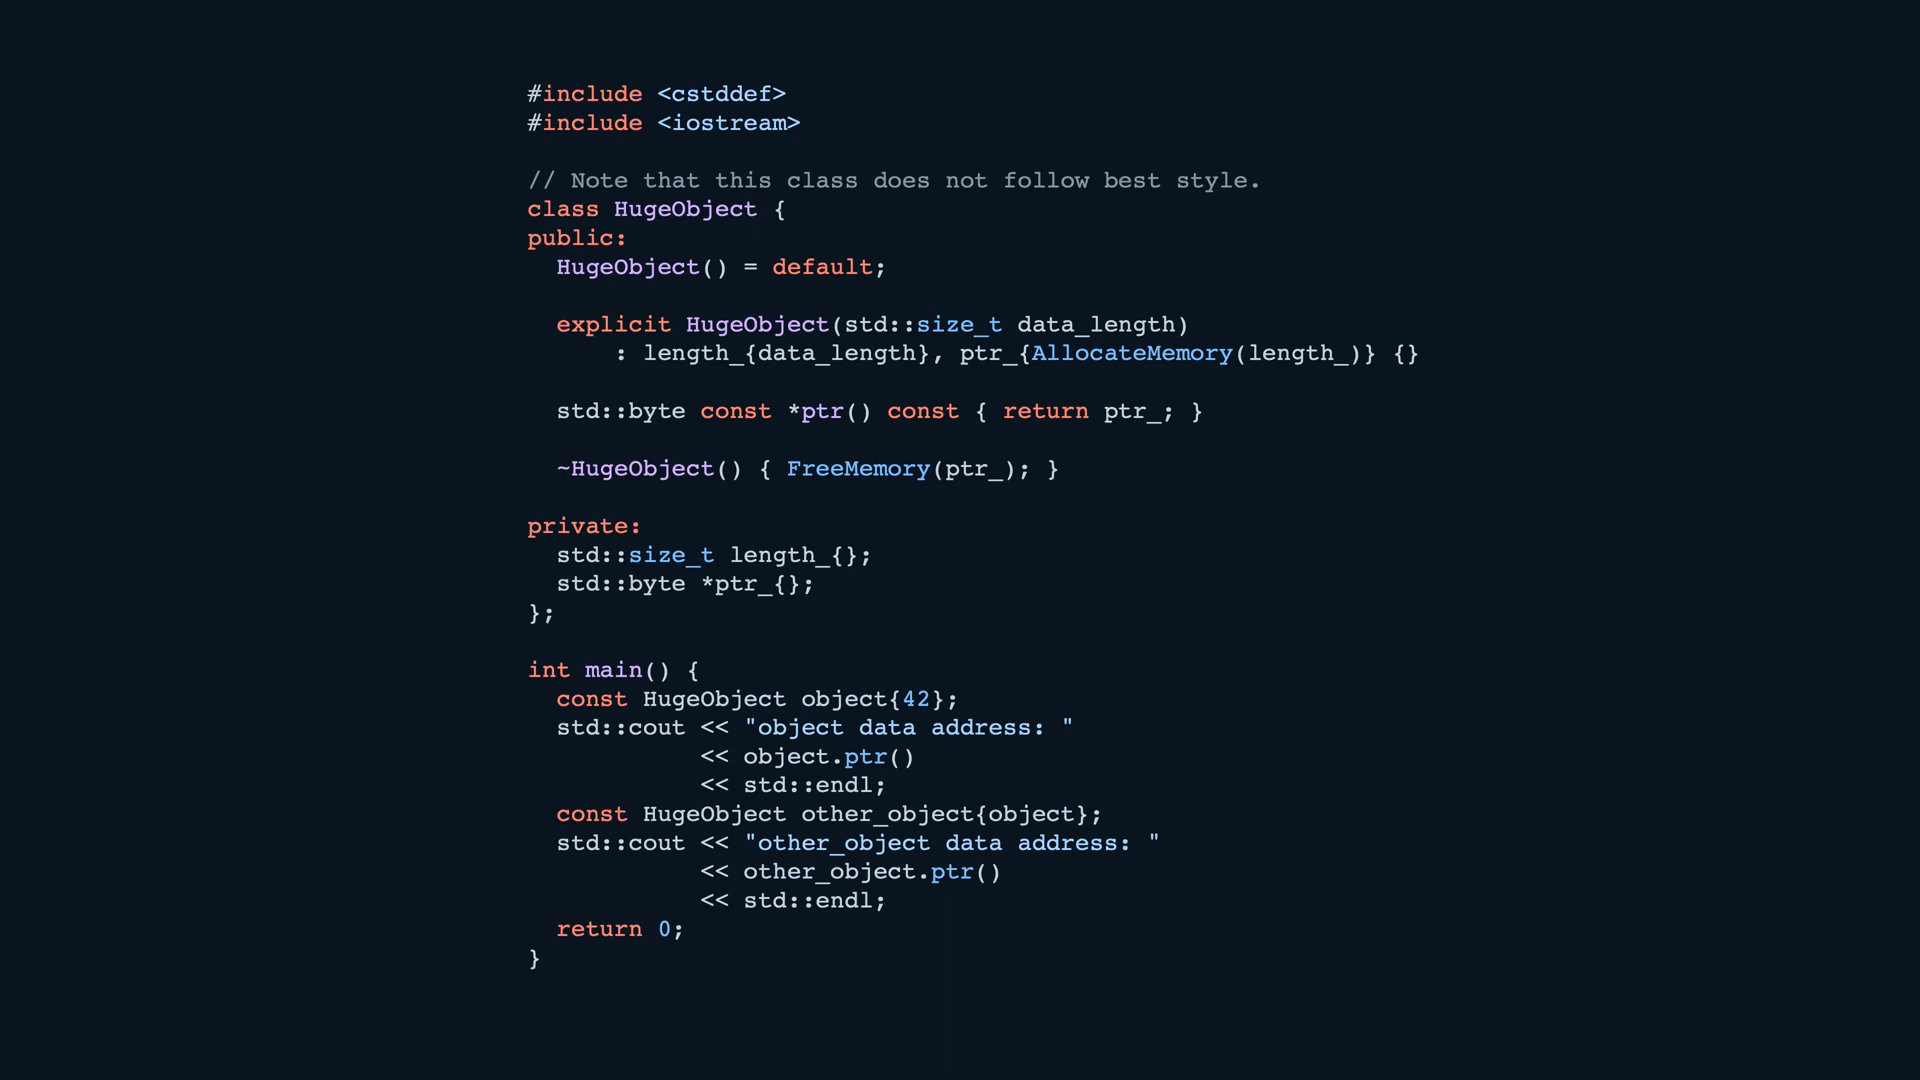 #include <cstddef>
#include <iostream>

// Note that this class does not follow best style.
class HugeObject {
public:
  HugeObject() = default;

  explicit HugeObject(std::size_t data_length)
      : length_{data_length}, ptr_{AllocateMemory(length_)} {}

  std::byte const *ptr() const { return ptr_; }

  ~HugeObject() { FreeMemory(ptr_); }

private:
  std::size_t length_{};
  std::byte *ptr_{};
};

int main() {
  const HugeObject object{42};
  std::cout << "object data address: "
            << object.ptr()
            << std::endl;
  const HugeObject other_object{object};
  std::cout << "other_object data address: "
            << other_object.ptr()
            << std::endl;
  return 0;
}